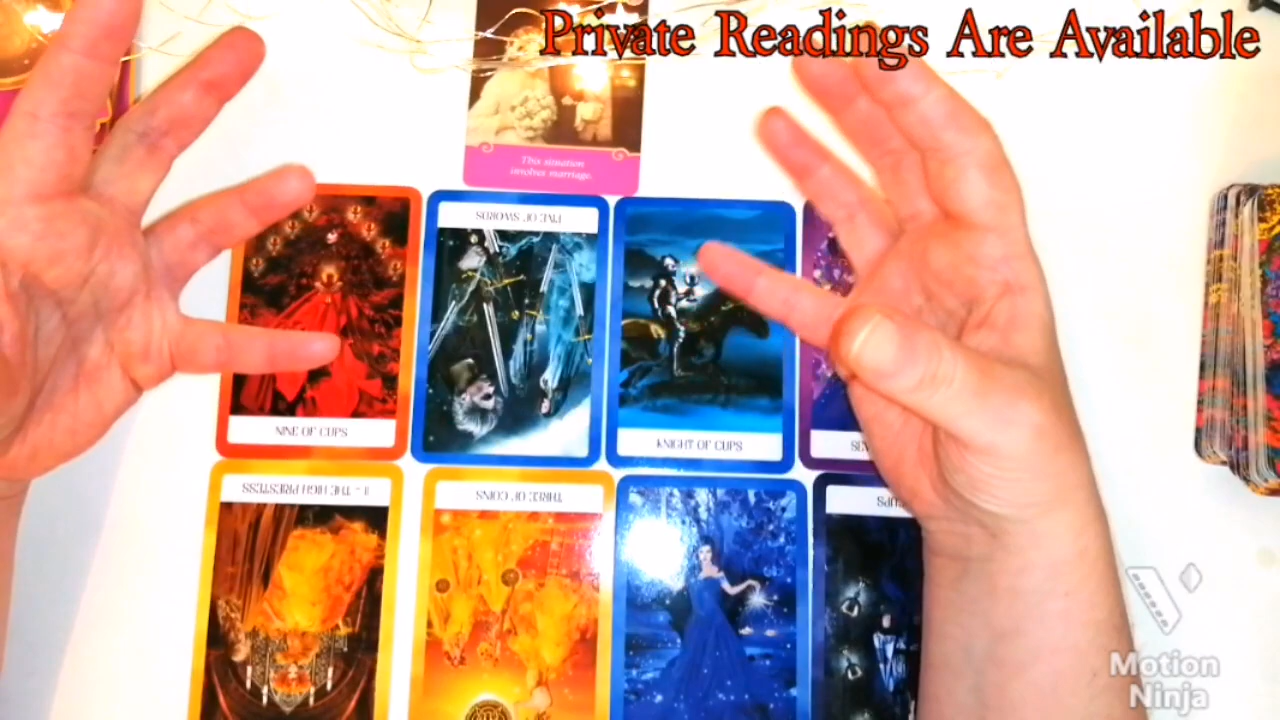 Private Readings Are Available
This situation
involves marriage.
FIVE OF SWORDS
NINE OF CUPS
KNIGHT OF CUPS
II - THE HIGH PRIESTESS
THREE OF COINS
CUPS
Motion
Ninja